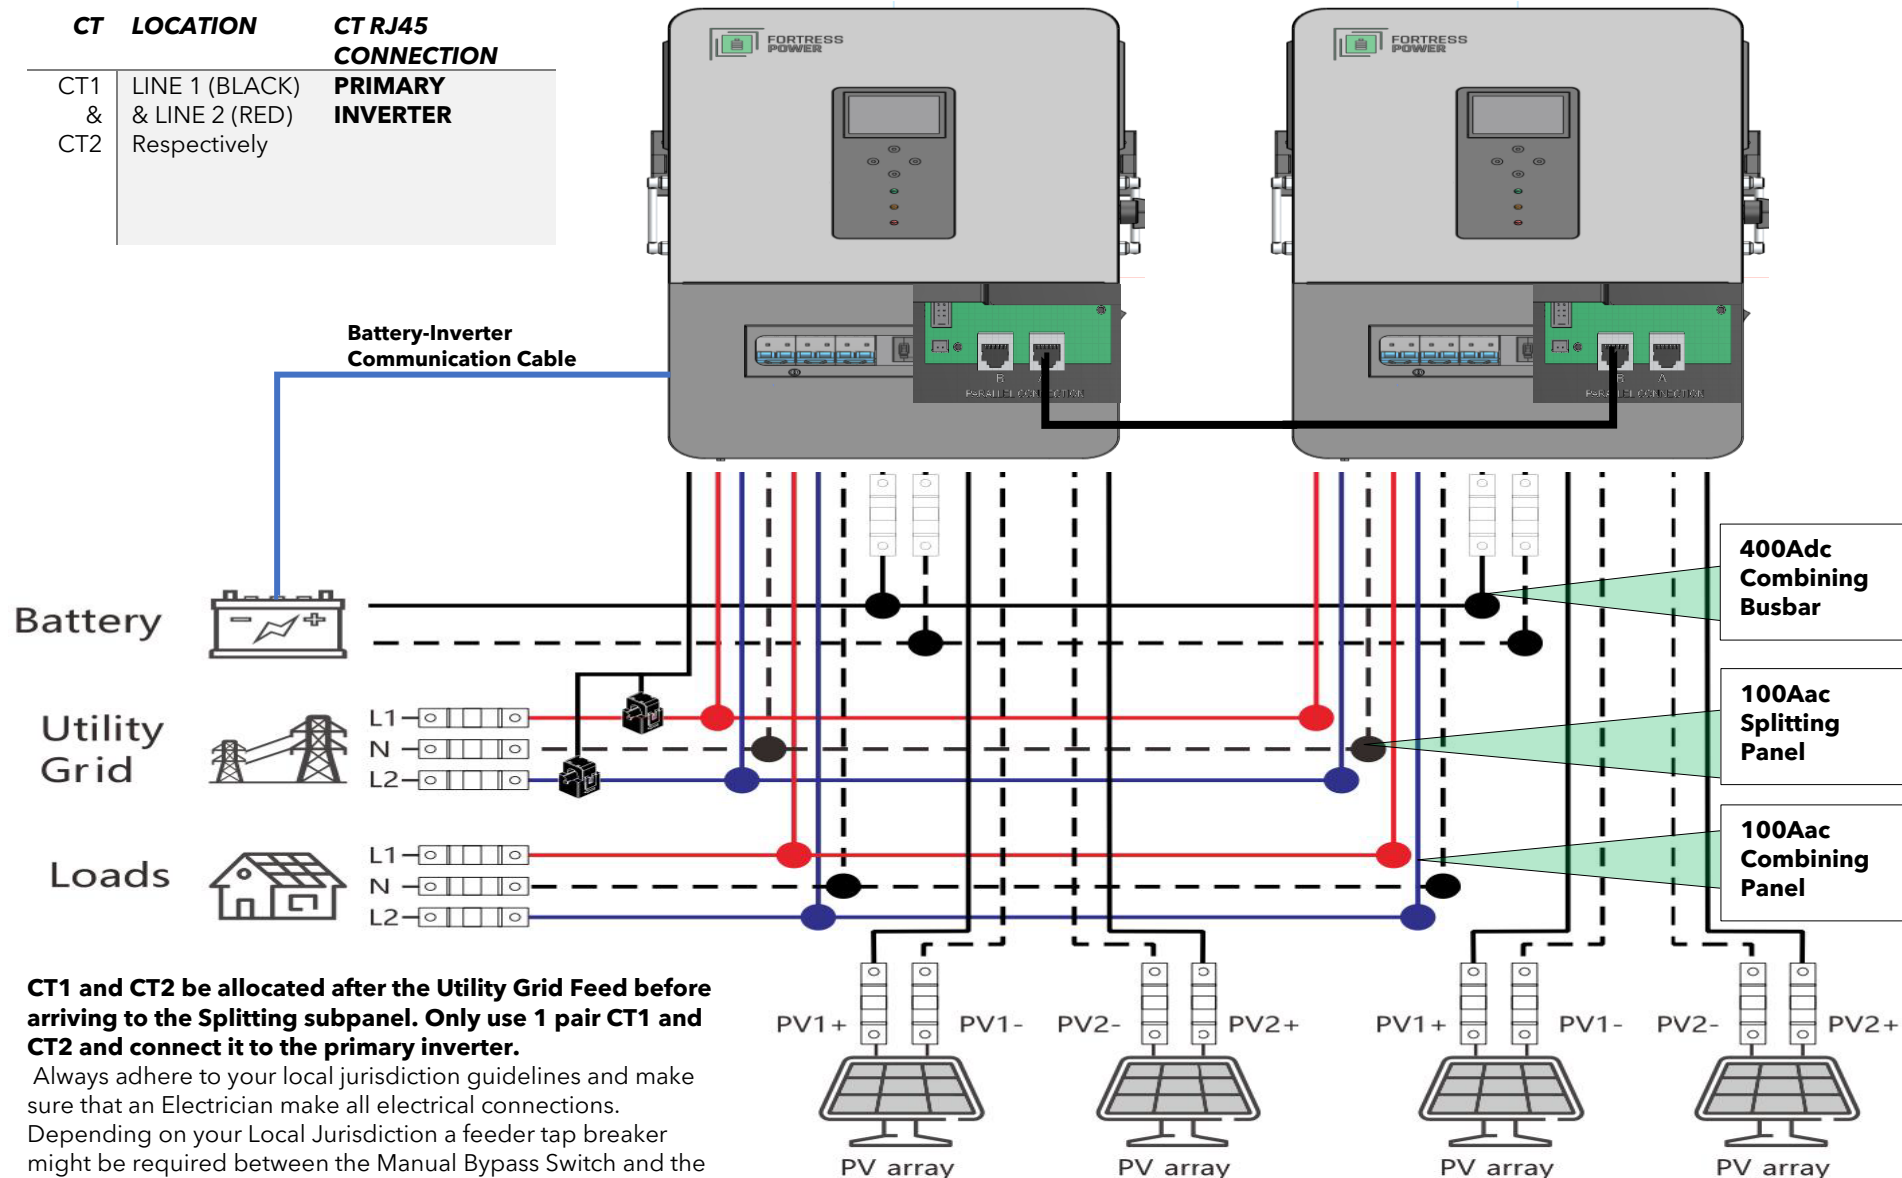 CT LOCATION CT RJ45
CONNECTION
CT1 LINE 1 (BLACK) PRIMARY
& & LINE 2 (RED) INVERTER
CT2 Respectively
FORTRESS
POWER
FORTRESS
POWER
Battery-Inverter
Communication Cable
B
PARALLEL CONNECTION
B A
PARALLEL CONNECTION
400Adc
Combining
Busbar
Battery
100Aac
Splitting
Panel
Utility
Grid
L1
N
L2
100Aac
Combining
Panel
Loads
L1
N
L2
CT1 and CT2 be allocated after the Utility Grid Feed before
arriving to the Splitting subpanel. Only use 1 pair CT1 and
CT2 and connect it to the primary inverter.
Always adhere to your local jurisdiction guidelines and make
sure that an Electrician make all electrical connections.
Depending on your Local Jurisdiction a feeder tap breaker
might be required between the Manual Bypass Switch and the
PV1+ PV1- PV2- PV2+
PV1+ PV1- PV2- PV2+
PV array PV array PV array PV array